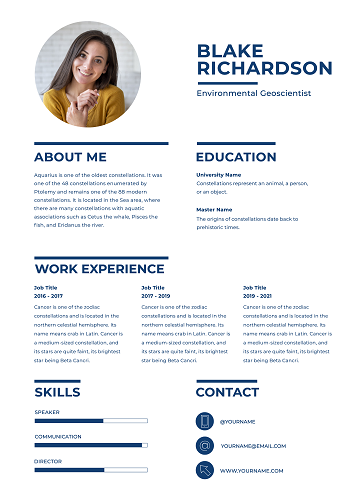 BLAKE
RICHARDSON
Environmental Geoscientist
ABOUT ME
Aquarius is one of the oldest constellations. It was
one of the 48 constellations enumerated by
Ptolemy and remains one of the 88 modern
constellations. It is located in the Sea area, where
there are many constellations with aquatic
associations such as Cetus the whale, Pisces the
fish, and Eridanus the river.
EDUCATION
University Name
Constellations represent an animal, a person,
or an object.
Master Name
The origins of constellations date back to
prehistoric times.
WORK EXPERIENCE
Job Title
2016 - 2017
Cancer is one of the zodiac
constellations and is located in the
northern celestial hemisphere. Its
name means crab in Latin. Cancer is
a medium-sized constellation, and
its stars are quite faint, its brightest
star being Beta Cancri.
Job Title
2017 - 2019
Cancer is one of the zodiac
constellations and is located in the
northern celestial hemisphere. Its
name means crab in Latin. Cancer is
a medium-sized constellation, and
its stars are quite faint, its brightest
star being Beta Cancri.
Job Title
2019 - 2021
Cancer is one of the zodiac
constellations and is located in the
northern celestial hemisphere. Its
name means crab in Latin. Cancer is
a medium-sized constellation, and
its stars are quite faint, its brightest
star being Beta Cancri.
SKILLS
SPEAKER
COMMUNICATION
DIRECTOR
CONTACT
@YOURNAME
YOURNAME@EMAIL.COM
WWW.YOURNAME.COM